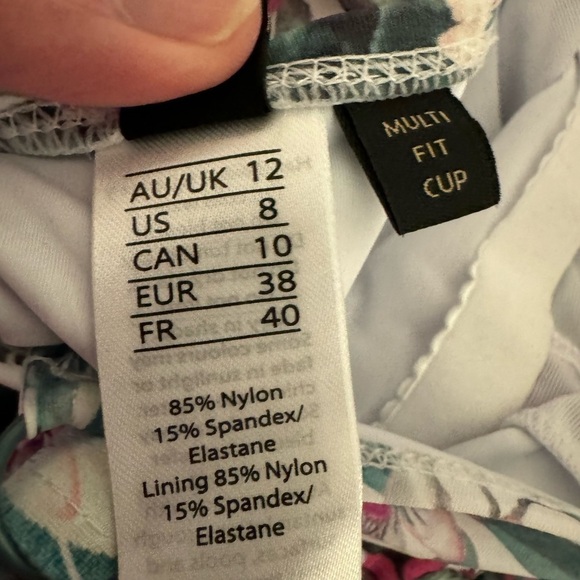 AU/UK 12
US 8
CAN 10
EUR 38
FR 40
85% Nylon
15% Spandex/
Elastane
Lining 85% Nylon
15% Spandex/
Elastane
MULTI
FIT
CUP